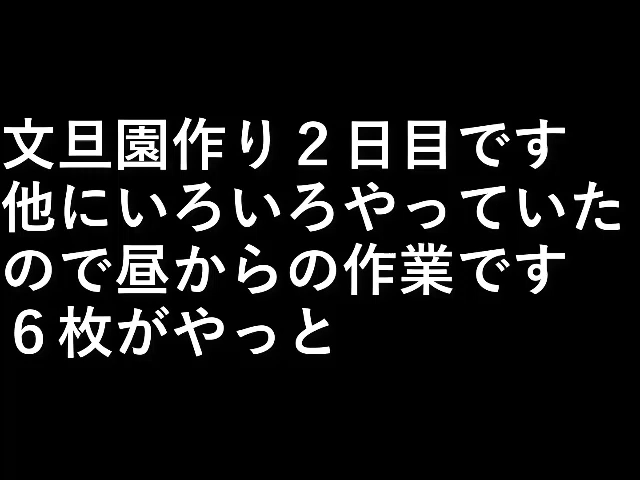 文旦園作り２日目です
他にいろいろやっていた
ので昼からの作業です
６枚がやっと